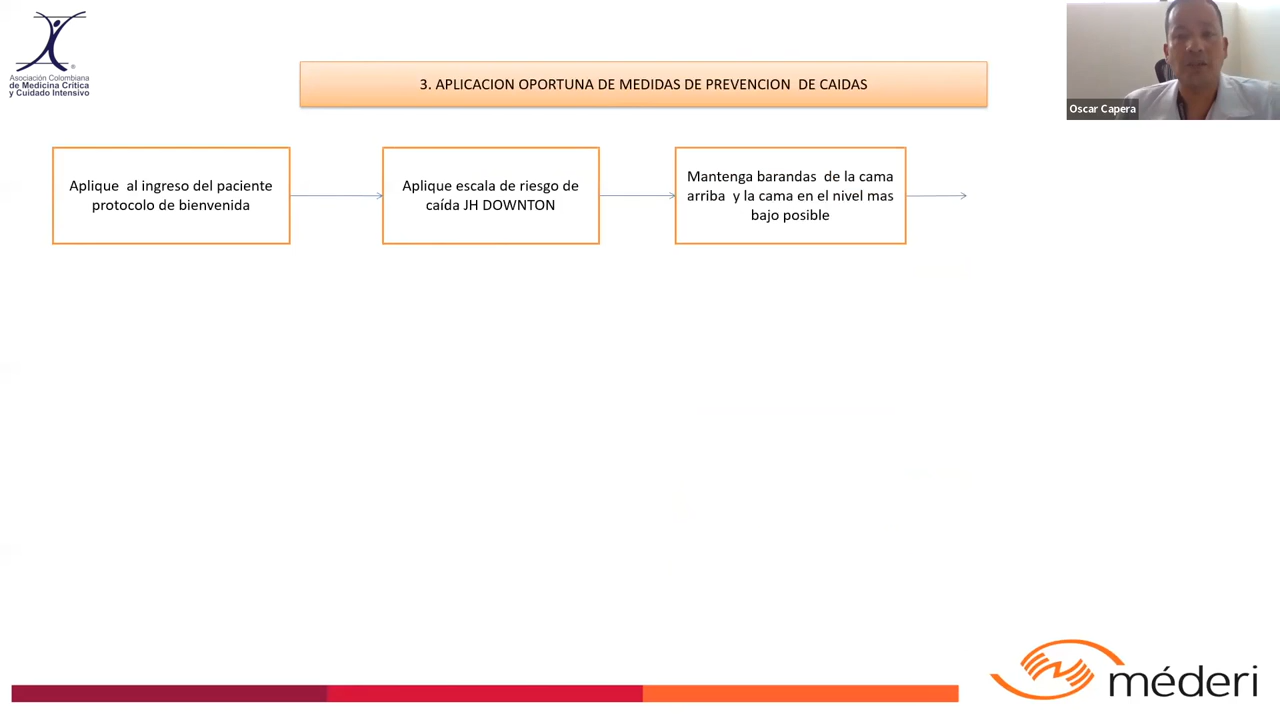 Asociación Colombiana
de Medicina Crítica
y Cuidado Intensivo
3. APLICACION OPORTUNA DE MEDIDAS DE PREVENCION DE CAIDAS
Oscar Capera
Aplique al ingreso del paciente
protocolo de bienvenida
Aplique escala de riesgo de
caída JH DOWNTON
Mantenga barandas de la cama
arriba y la cama en el nivel mas
bajo posible
méderi